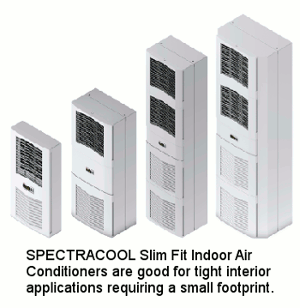 SPECTRACOOL Slim Fit Indoor Air
Conditioners are good for tight interior
applications requiring a small footprint.